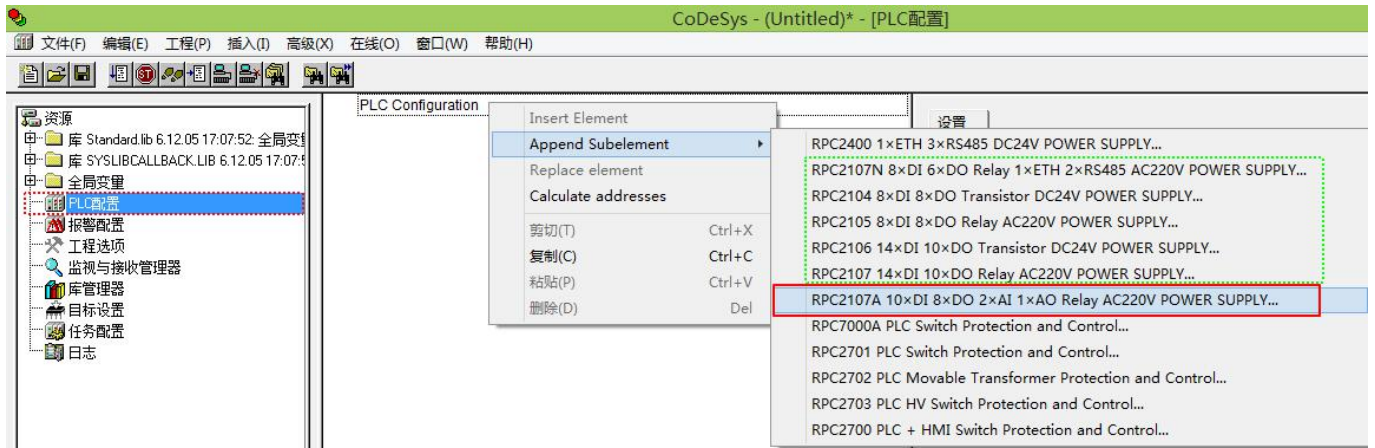 CoDeSys - (Untitled)* - [PLC配置]
文件(F) 编辑(E) 工程(P) 插入(I) 高级(X) 在线(O) 窗口(W) 帮助(H)
资源
库 Standard.lib 6.12.05 17:07:52: 全局变量
库 SYSLIBCALLBACK.LIB 6.12.05 17:07:5
全局变量
PLC配置
报警配置
工程选项
监视与接收管理器
库管理器
目标设置
任务配置
日志
PLC Configuration
Insert Element
Append Subelement
Replace element
Calculate addresses
剪切(T) Ctrl+X
复制(C) Ctrl+C
粘贴(P) Ctrl+V
删除(D) Del
设置
RPC2400 1×ETH 3×RS485 DC24V POWER SUPPLY...
RPC2107N 8×DI 6×DO Relay 1×ETH 2×RS485 AC220V POWER SUPPLY...
RPC2104 8×DI 8×DO Transistor DC24V POWER SUPPLY...
RPC2105 8×DI 8×DO Relay AC220V POWER SUPPLY...
RPC2106 14×DI 10×DO Transistor DC24V POWER SUPPLY...
RPC2107 14×DI 10×DO Relay AC220V POWER SUPPLY...
RPC2107A 10×DI 8×DO 2×AI 1×AO Relay AC220V POWER SUPPLY...
RPC7000A PLC Switch Protection and Control...
RPC2701 PLC Switch Protection and Control...
RPC2702 PLC Movable Transformer Protection and Control...
RPC2703 PLC HV Switch Protection and Control...
RPC2700 PLC + HMI Switch Protection and Control...